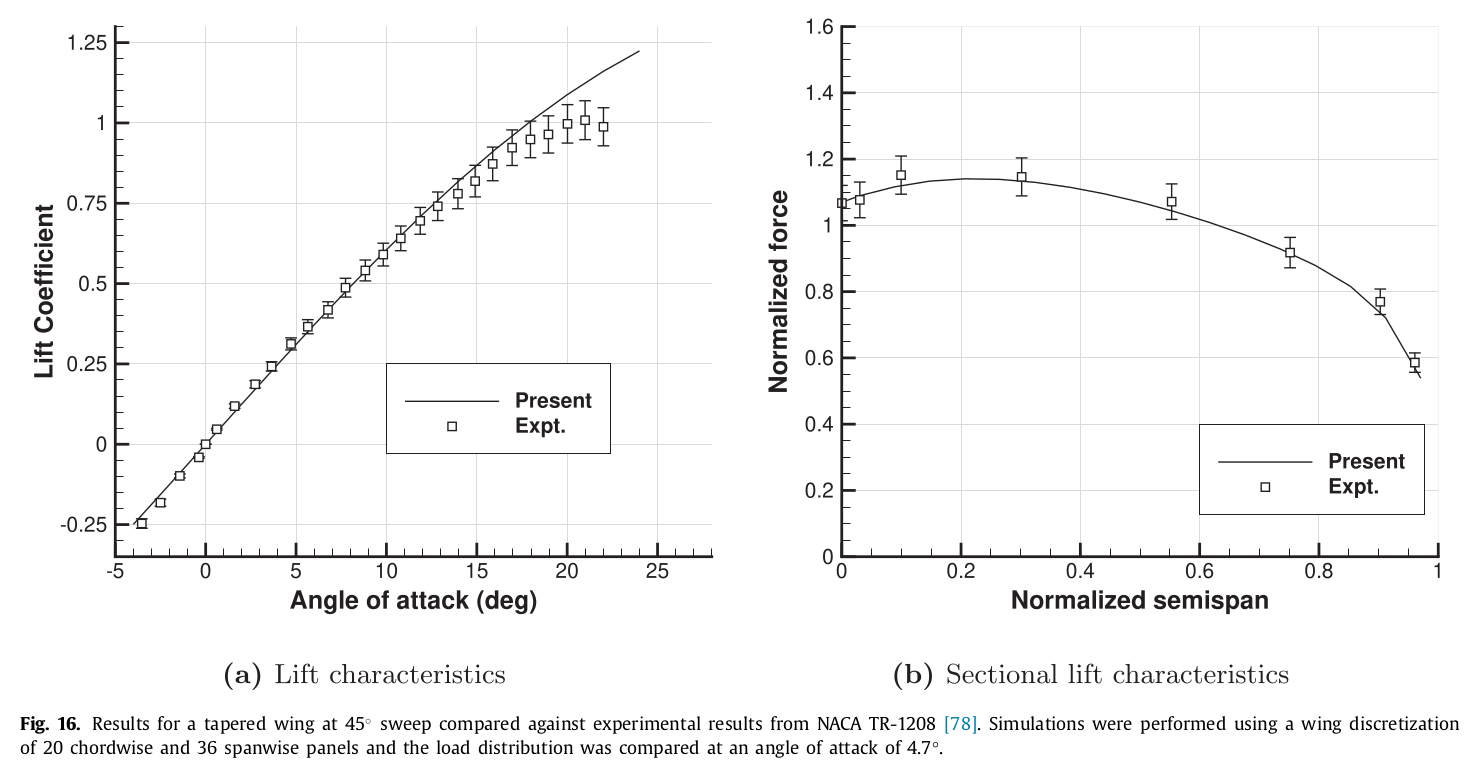 1.25
1
0.75
0.5
0.25
0
-0.25
-5 0 5 10 15 20 25
Lift Coefficient
Angle of attack (deg)
Present
Expt.
(a) Lift characteristics
1.6
1.4
1.2
1
0.8
0.6
0.4
0.2
0
0 0.2 0.4 0.6 0.8 1
Normalized force
Normalized semispan
Present
Expt.
(b) Sectional lift characteristics
Fig. 16. Results for a tapered wing at 45° sweep compared against experimental results from NACA TR-1208 [78]. Simulations were performed using a wing discretization
of 20 chordwise and 36 spanwise panels and the load distribution was compared at an angle of attack of 4.7°.